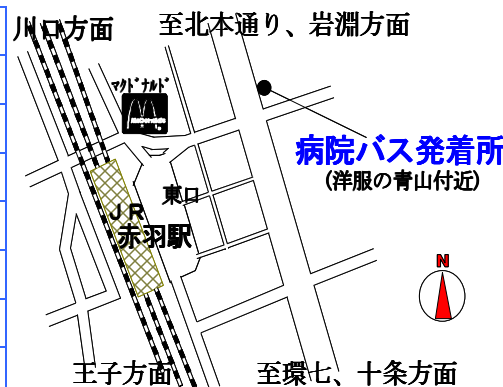 川口方面
至北本通り、岩淵方面
マクドナルド
McDonald's
病院バス発着所
(洋服の青山付近)
東口
JR
赤羽駅
N
王子方面
至環七、十条方面